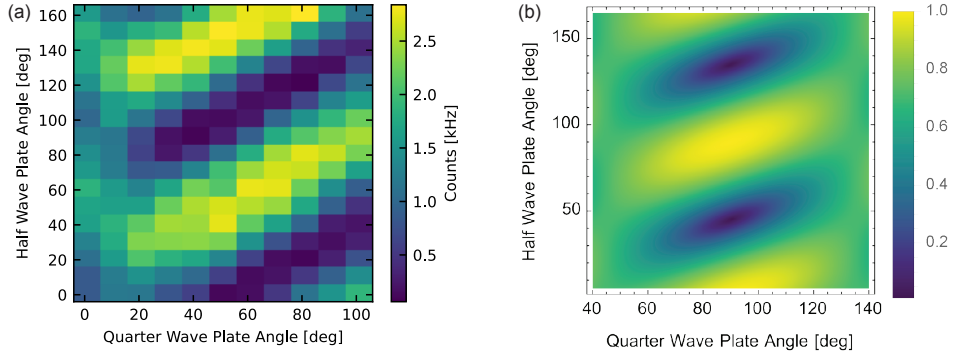 (a)
160
140
120
100
80
60
40
20
0
Half Wave Plate Angle [deg]
0 20 40 60 80 100
Quarter Wave Plate Angle [deg]
2.5
2.0
1.5
1.0
0.5
Counts [kHz]
(b)
150
100
50
Half Wave Plate Angle [deg]
40 60 80 100 120 140
Quarter Wave Plate Angle [deg]
1.0
0.8
0.6
0.4
0.2